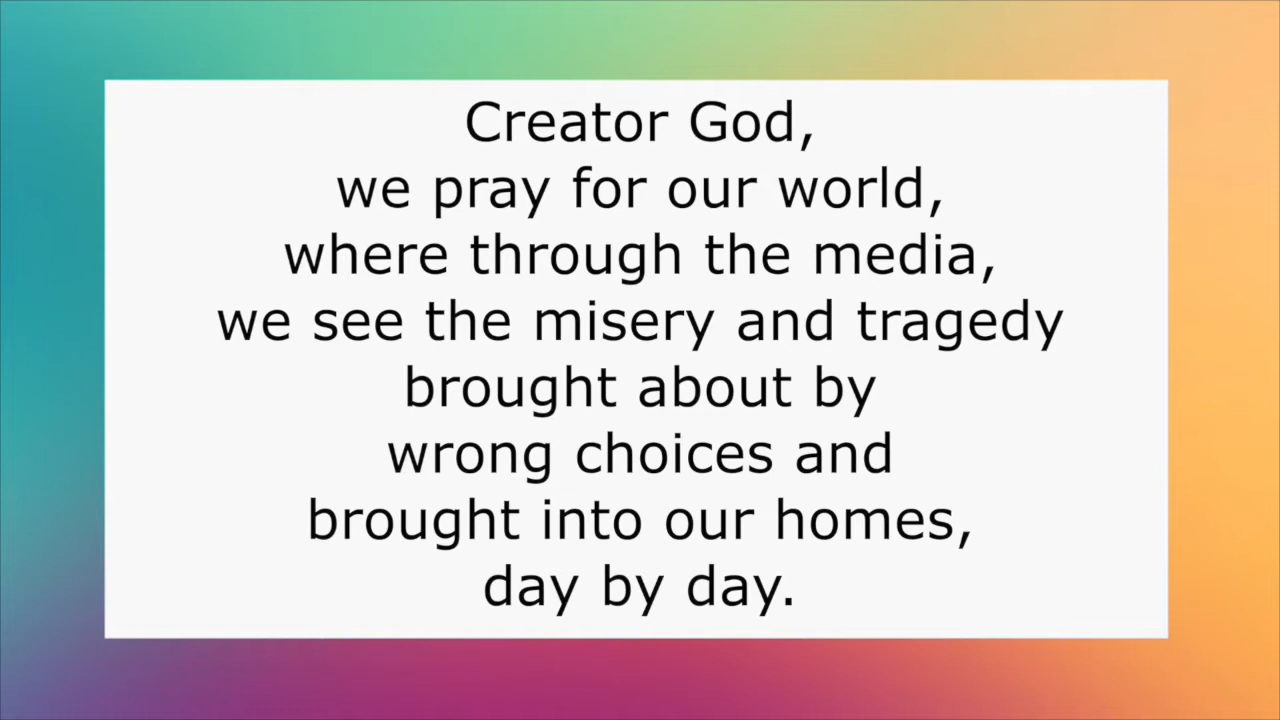 Creator God,
we pray for our world,
where through the media,
we see the misery and tragedy
brought about by
wrong choices and
brought into our homes,
day by day.